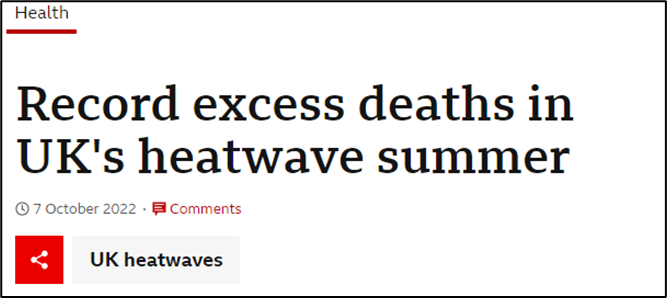 Health
Record excess deaths in
UK's heatwave summer
7 October 2022 · Comments
UK heatwaves